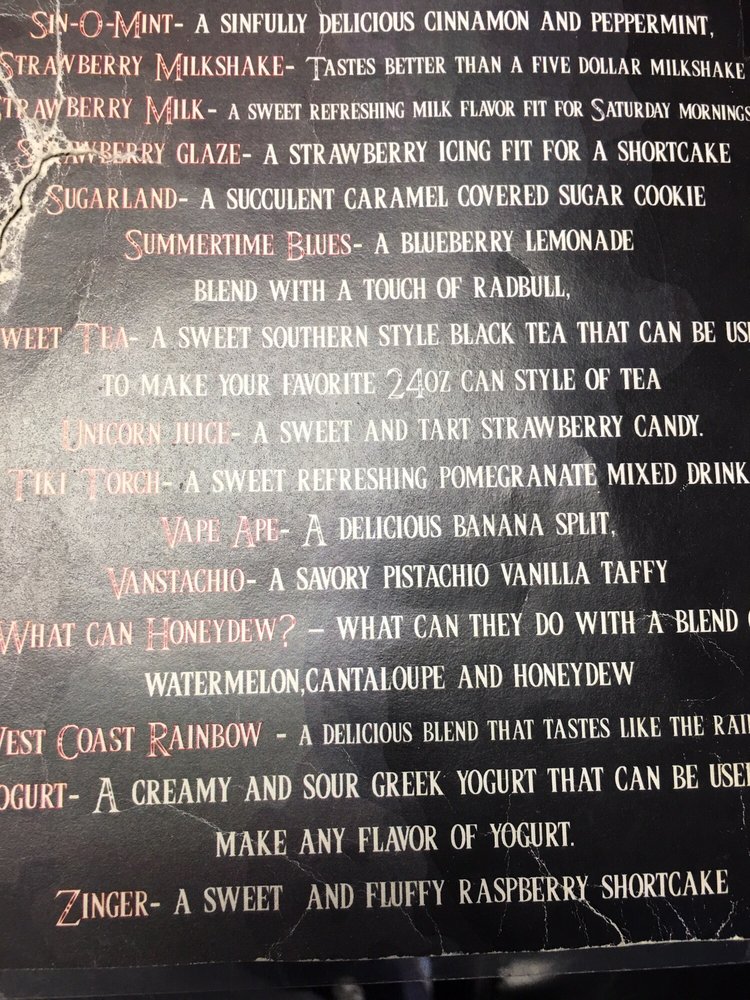 Sin-O-Mint- a sinfully delicious cinnamon and peppermint,
Strawberry Milkshake- Tastes better than a five dollar milkshake
Strawberry Milk- a sweet refreshing milk flavor fit for Saturday mornings
Strawberry glaze- a strawberry icing fit for a shortcake
Sugarland- a succulent caramel covered sugar cookie
Summertime Blues- a blueberry lemonade
blend with a touch of radbull,
weet Tea- a sweet southern style black tea that can be use
to make your favorite 24oz can style of tea
Unicorn juice- a sweet and tart strawberry candy.
Tiki Torch- a sweet refreshing pomegranate mixed drink
Vape Ape- A delicious banana split,
Vanstachio- a savory pistachio vanilla taffy
What can Honeydew? – what can they do with a blend
watermelon,cantaloupe and honeydew
West Coast Rainbow - a delicious blend that tastes like the rai
ogurt- A creamy and sour greek yogurt that can be used
make any flavor of yogurt.
Zinger- a sweet and fluffy raspberry shortcake